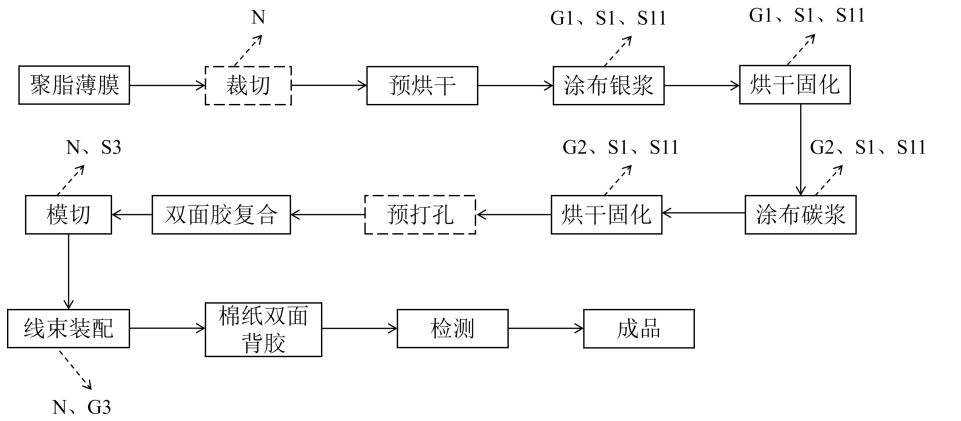 N
G1、S1、S11
G1、S1、S11
聚脂薄膜
裁切
预烘干
涂布银浆
烘干固化
N、S3
G2、S1、S11
G2、S1、S11
模切
双面胶复合
预打孔
烘干固化
涂布碳浆
线束装配
棉纸双面
背胶
检测
成品
N、G3